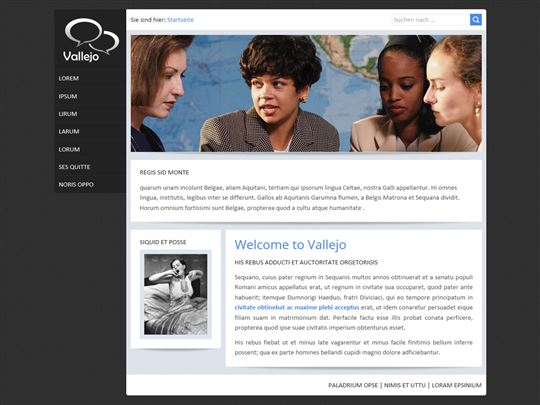 Vallejo
LOREM
IPSUM
LIRUM
LARUM
LORUM
SES QUITTE
NORIS OPPO
Sie sind hier: Startseite
Suchen nach ...
REGIS SID MONTE
quarum unam incolunt Belgae, aliam Aquitani, tertiam qui ipsorum lingua Celtae, nostra Galli appellantur. Hi omnes
lingua, institutis, legibus inter se differunt. Gallos ab Aquitanis Garumna flumen, a Belgis Matrona et Sequana dividit.
Horum omnium fortissimi sunt Belgae, propterea quod a cultu atque humanitate .
SIQUID ET POSSE
Welcome to Vallejo
HIS REBUS ADDUCTI ET AUCTORITATE ORGETORIGIS
Sequano, cuius pater regnum in Sequanis multos annos obtinuerat et a senatu populi
Romani amicus appellatus erat, ut regnum in civitate sua occuparet, quod pater ante
habuerit; itemque Dumnorigi Haeduo, fratri Diviciaci, qui eo tempore principatum in
civitate obtinebat ac maxime plebi acceptus erat, ut idem conaretur persuadet eique
filiam suam in matrimonium dat. Perfacile factu esse illis probat conata perficere,
propterea quod ipse suae civitatis imperium obtenturus esset.
His rebus fiebat ut et minus late vagarentur et minus facile finitimis bellum inferre
possent; qua ex parte homines bellandi cupidi magno dolore adficiebantur.
PALADRIUM OPSE | NIMIS ET UTTU | LORAM EPSINIUM